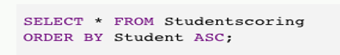 SELECT * FROM Studentscoring
ORDER BY Student ASC;